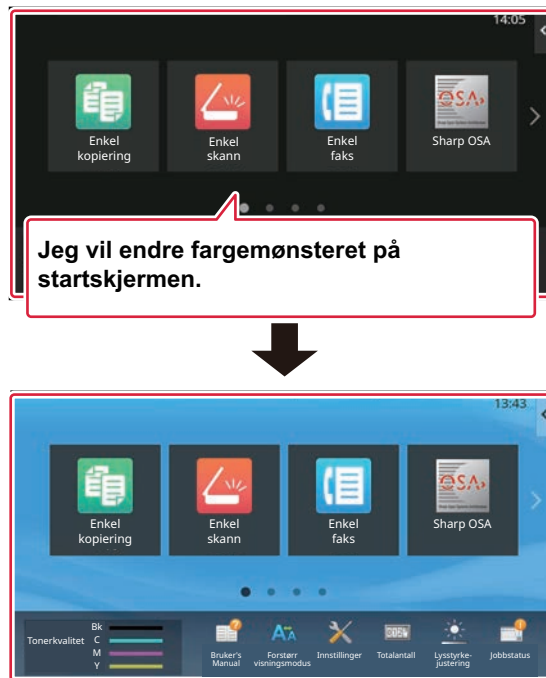 14:05
Enkel
kopiering
Enkel
skann
Enkel
faks
Sharp OSA
Jeg vil endre fargemønsteret på
startskjermen.
13:43
Enkel
kopiering
Enkel
skann
Enkel
faks
Sharp OSA
Tonerkvalitet
Bk
C
M
Y
Bruker's
Manual
Forstørr
visningsmodus
Innstillinger
Totalantall
Lysstyrke-
justering
Jobbstatus